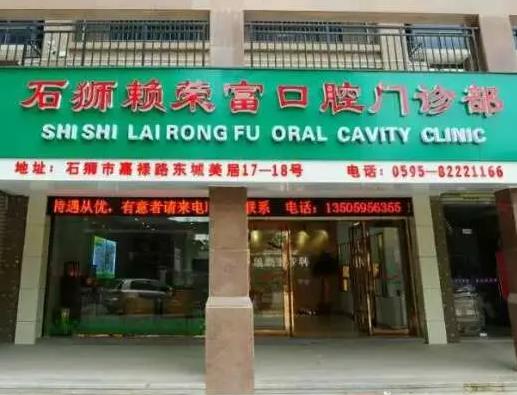 石狮赖荣富口腔门诊部
SHI SHI LAI RONG FU ORAL CAVITY CLINIC
地址：石狮市嘉禄路东城美居17—18号 电话：0595—82221166
待遇从优，有意者请来电 联系 电话：13505956355